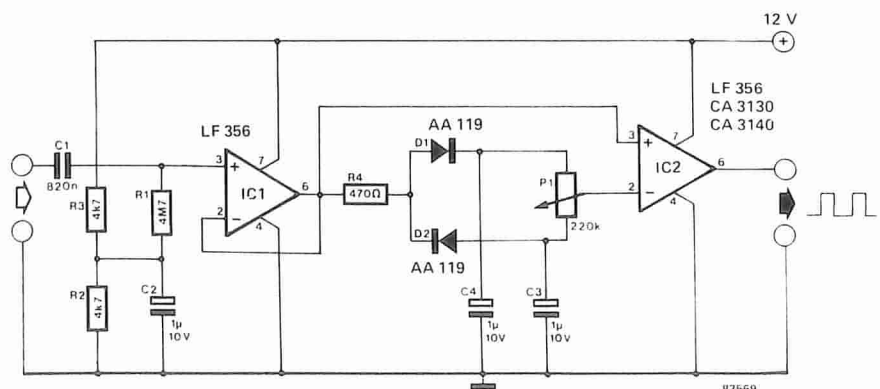 12 V
+
LF 356
CA 3130
CA 3140
LF 356
AA 119
C1
820n
3
+
7
IC1
6
2
−
4
R4
470Ω
D1
D2
AA 119
P1
220k
3
+
7
IC2
6
2
−
4
R3
4k7
R1
4M7
R2
4k7
C2
1µ
10V
C4
1µ
10V
C3
1µ
10V